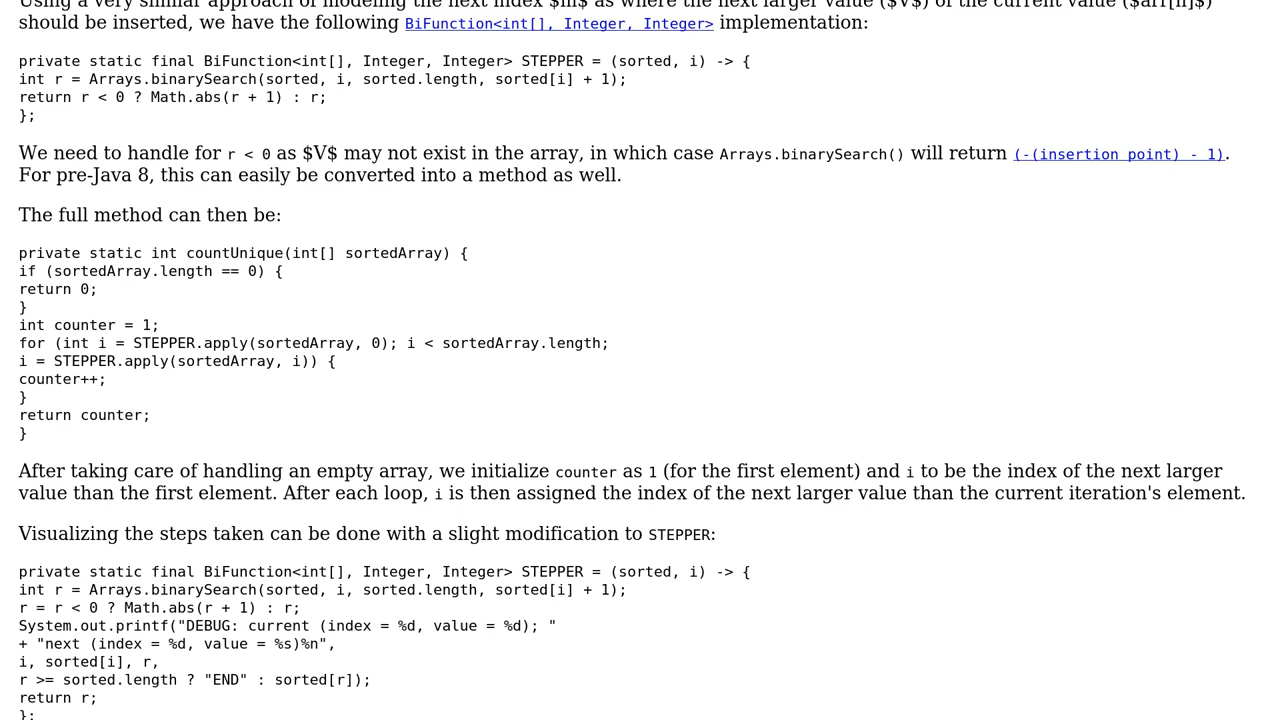 Using a very similar approach of modeling the next index $m$ as where the next larger value ($V$) of the current value ($arr[n]$)
should be inserted, we have the following BiFunction<int[], Integer, Integer> implementation:
private static final BiFunction<int[], Integer, Integer> STEPPER = (sorted, i) -> {
int r = Arrays.binarySearch(sorted, i, sorted.length, sorted[i] + 1);
return r < 0 ? Math.abs(r + 1) : r;
};
We need to handle for r < 0 as $V$ may not exist in the array, in which case Arrays.binarySearch() will return (-(insertion point) - 1).
For pre-Java 8, this can easily be converted into a method as well.
The full method can then be:
private static int countUnique(int[] sortedArray) {
if (sortedArray.length == 0) {
return 0;
}
int counter = 1;
for (int i = STEPPER.apply(sortedArray, 0); i < sortedArray.length;
i = STEPPER.apply(sortedArray, i)) {
counter++;
}
return counter;
}
After taking care of handling an empty array, we initialize counter as 1 (for the first element) and i to be the index of the next larger
value than the first element. After each loop, i is then assigned the index of the next larger value than the current iteration's element.
Visualizing the steps taken can be done with a slight modification to STEPPER:
private static final BiFunction<int[], Integer, Integer> STEPPER = (sorted, i) -> {
int r = Arrays.binarySearch(sorted, i, sorted.length, sorted[i] + 1);
r = r < 0 ? Math.abs(r + 1) : r;
System.out.printf("DEBUG: current (index = %d, value = %d); "
+ "next (index = %d, value = %s)%n",
i, sorted[i], r,
r >= sorted.length ? "END" : sorted[r]);
return r;
};